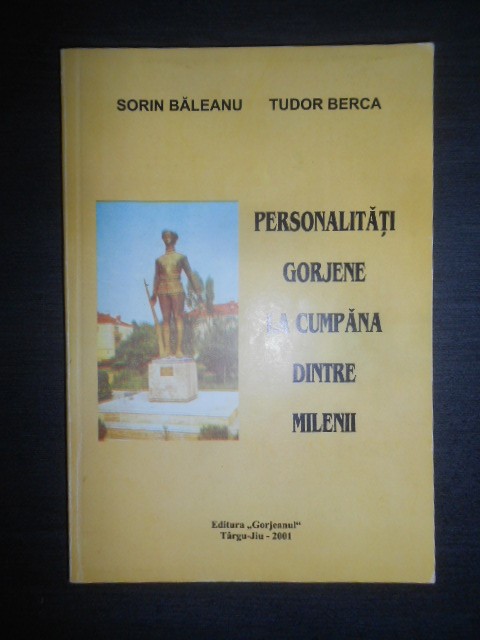 SORIN BĂLEANU TUDOR BERCA
PERSONALITĂȚI
GORJENE
LA CUMPĂNA
DINTRE
MILENII
Editura „Gorjeanul“
Târgu-Jiu - 2001